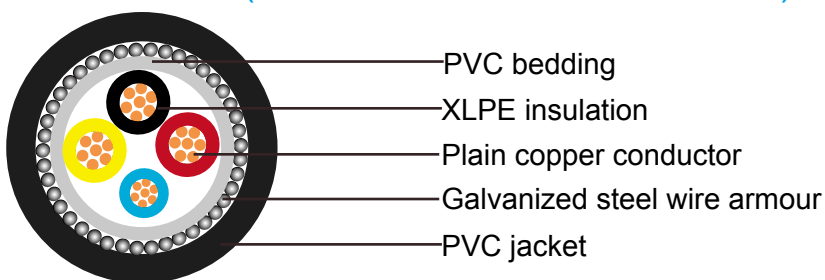 PVC bedding
XLPE insulation
Plain copper conductor
Galvanized steel wire armour
PVC jacket